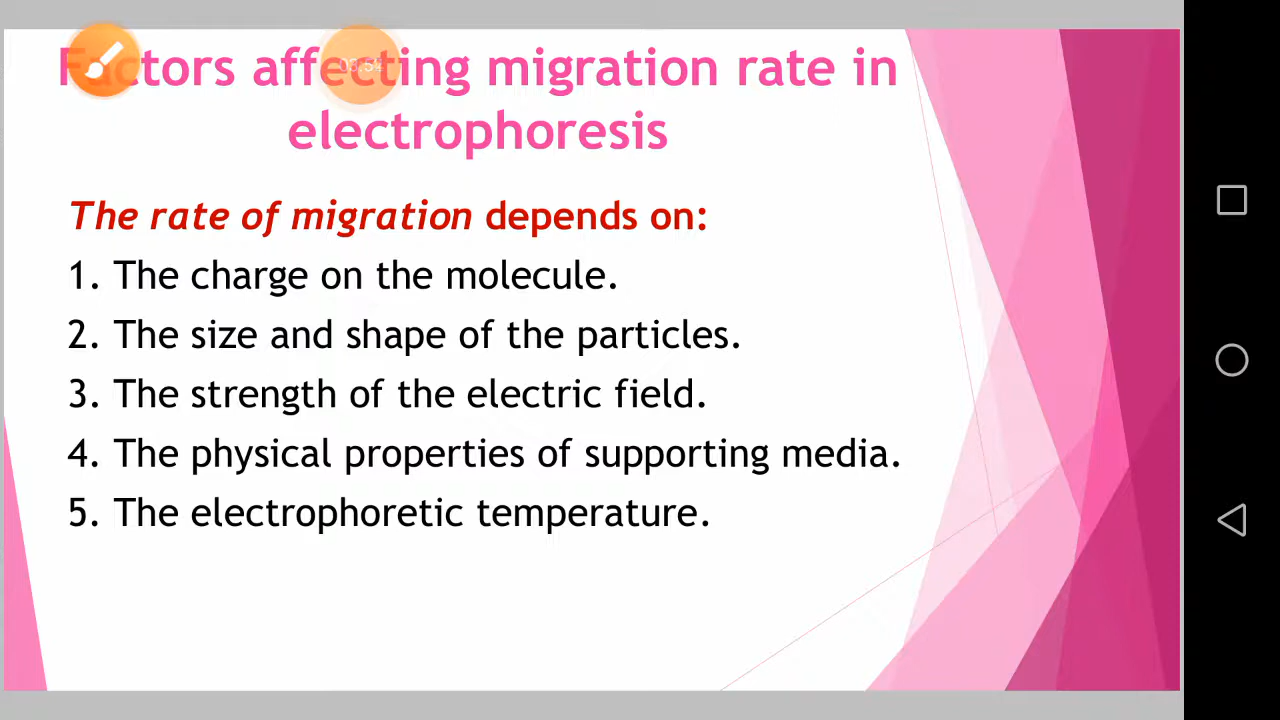 Factors affecting migration rate in
electrophoresis
The rate of migration depends on:
1. The charge on the molecule.
2. The size and shape of the particles.
3. The strength of the electric field.
4. The physical properties of supporting media.
5. The electrophoretic temperature.